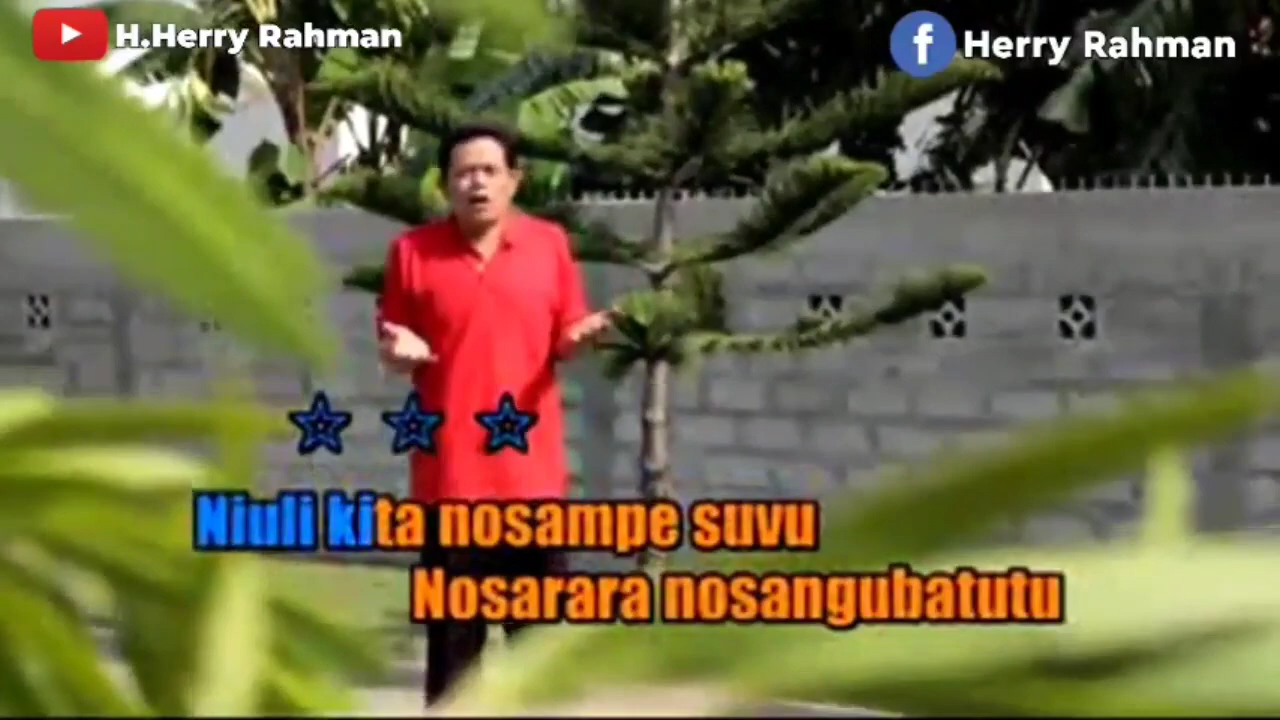 H.Herry Rahman
Herry Rahman
Niuli kita nosampe suvu
Nosarara nosangubatutu